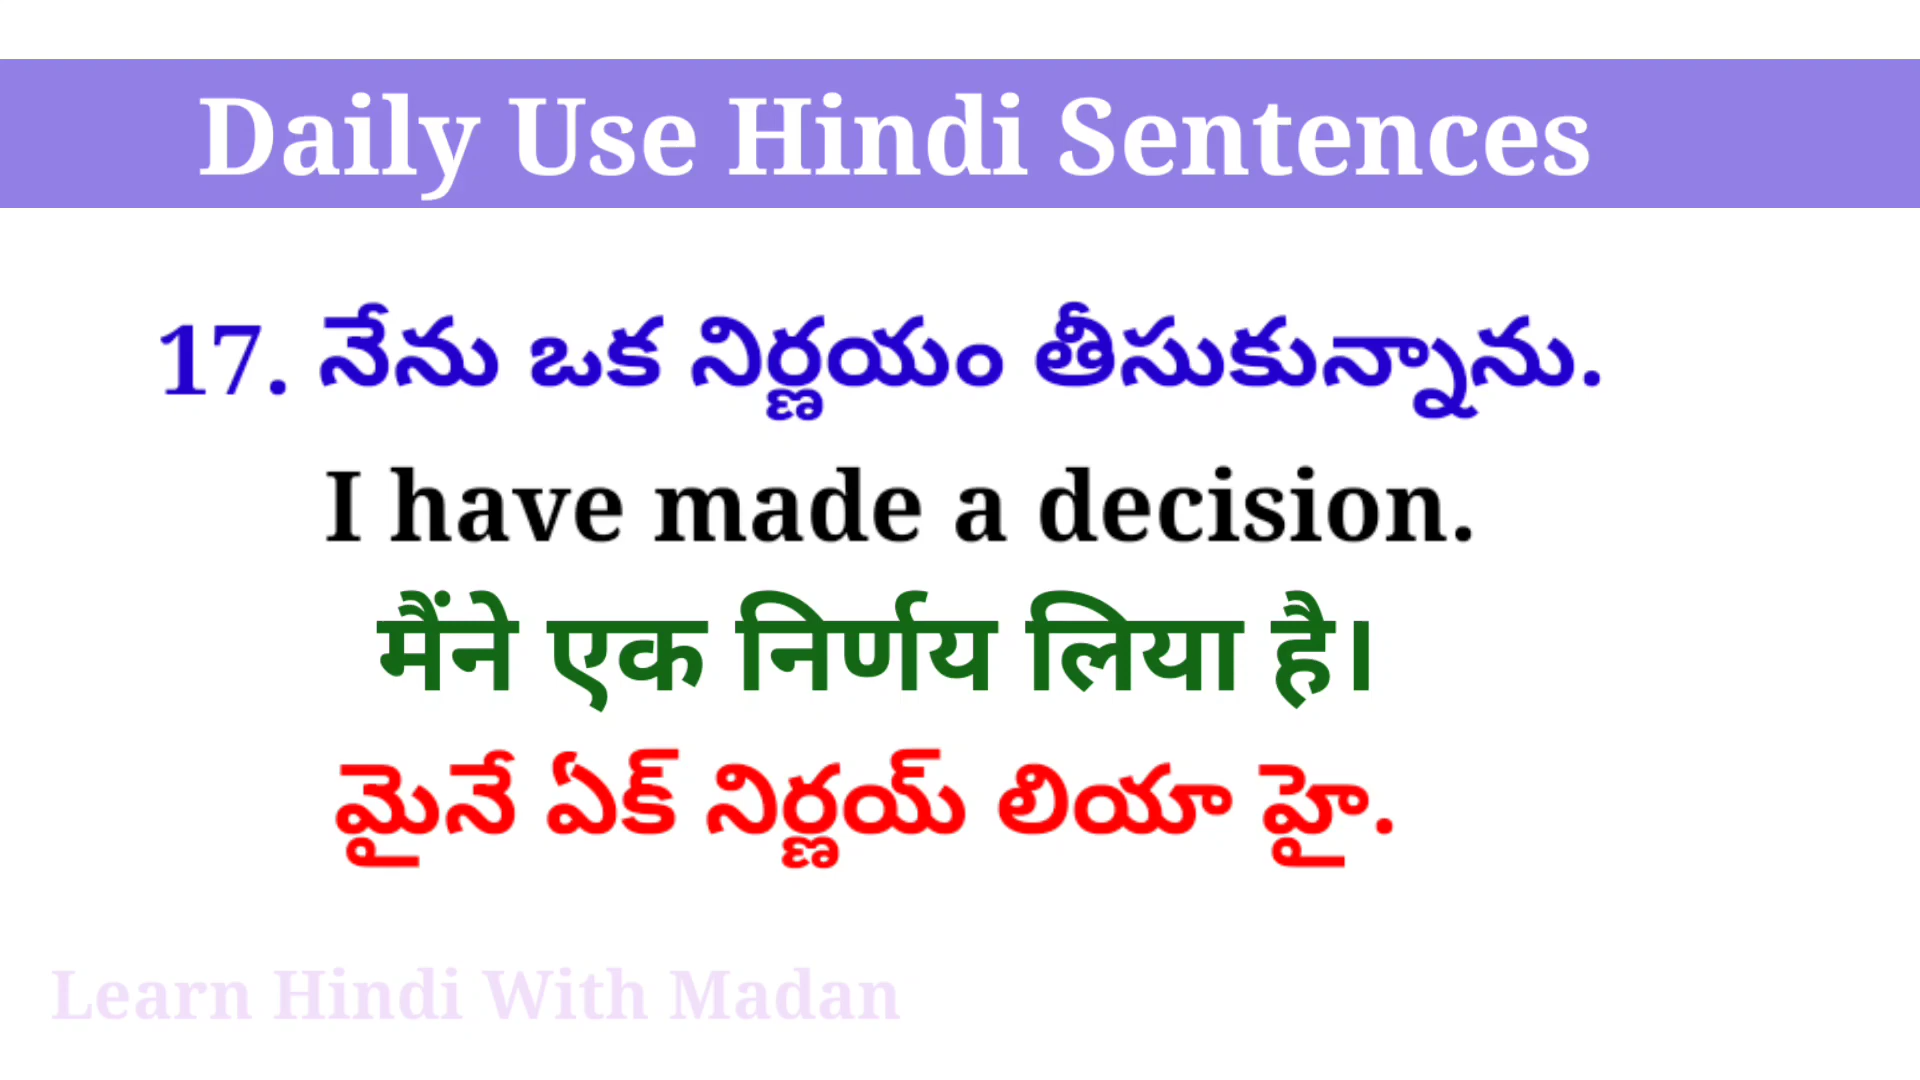 Daily Use Hindi Sentences
17. నేను ఒక నిర్ణయం తీసుకున్నాను.
I have made a decision.
मैंने एक निर्णय लिया है।
మైనే ఏక్ నిర్ణయ్ లియా హై.
Learn Hindi With Madan